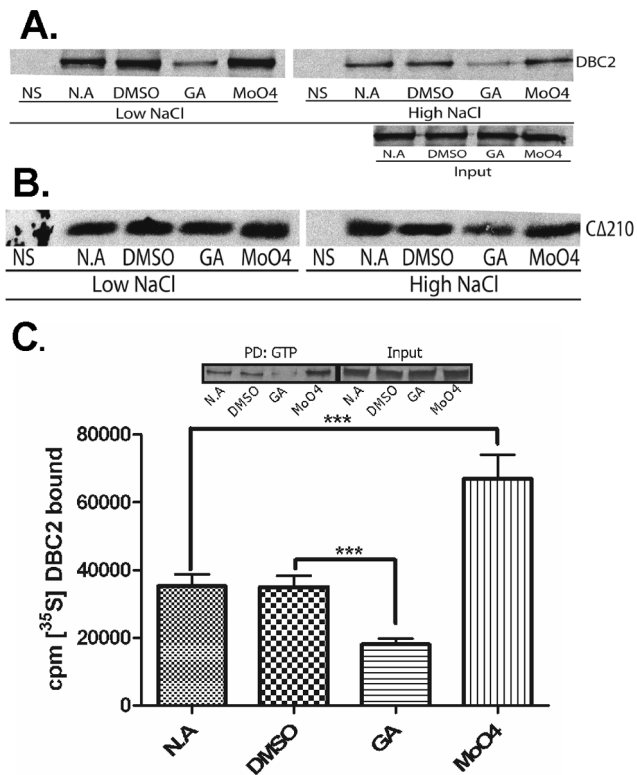 A.
DBC2
NS N.A DMSO GA MoO4 NS N.A DMSO GA MoO4
Low NaCl High NaCl
N.A DMSO GA MoO4
Input
B.
CΔ210
NS N.A DMSO GA MoO4 NS N.A DMSO GA MoO4
Low NaCl High NaCl
C.
PD: GTP Input
N.A DMSO GA MoO4 N.A DMSO GA MoO4
***
80000
60000
***
40000
20000
0
cpm [³⁵S] DBC2 bound
N.A DMSO GA MoO4